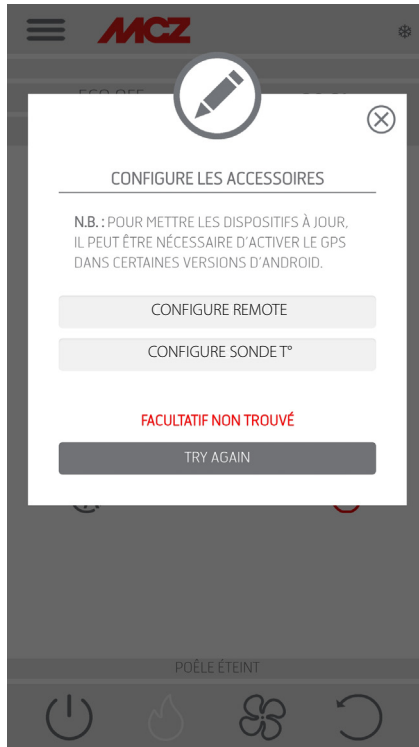 MCZ
CONFIGURE LES ACCESSOIRES
N.B. : POUR METTRE LES DISPOSITIFS À JOUR,
IL PEUT ÊTRE NÉCESSAIRE D'ACTIVER LE GPS
DANS CERTAINES VERSIONS D'ANDROID.
CONFIGURE REMOTE
CONFIGURE SONDE T°
FACULTATIF NON TROUVÉ
TRY AGAIN
POÊLE ÉTEINT